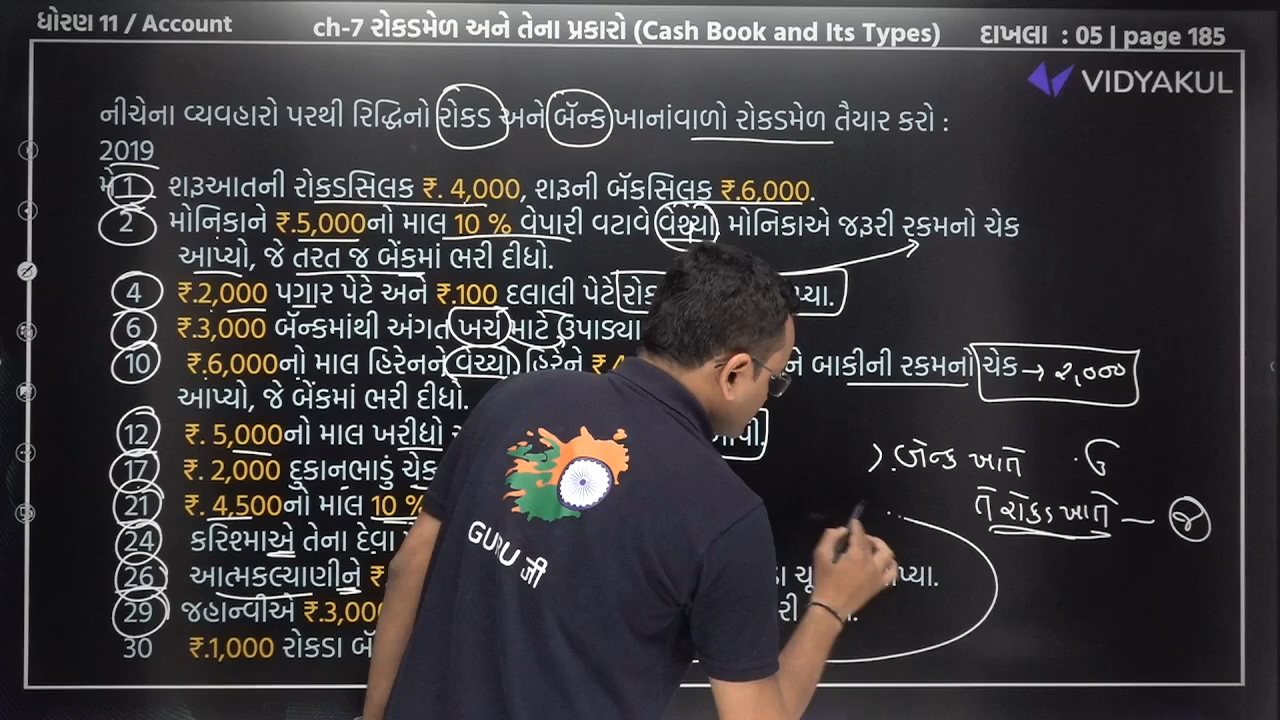 ધોરણ 11 / Account
ch-7 રોકડમેળ અને તેના પ્રકારો (Cash Book and Its Types)
દાખલા : 05 | page 185
VIDYAKUL
નીચેના વ્યવહારો પરથી રિદ્ધિનો રોકડ અને બૅન્ક ખાનાંવાળો રોકડમેળ તૈયાર કરો :
2019
મે 1 શરૂઆતની રોકડસિલક ₹. 4,000, શરૂની બૅંકસિલક ₹.6,000.
2 મોનિકાને ₹.5,000નો માલ 10 % વેપારી વટાવે વેચ્યો મોનિકાએ જરૂરી રકમનો ચેક
આપ્યો, જે તરત જ બેંકમાં ભરી દીધો.
4 ₹.2,000 પગાર પેટે અને ₹.100 દલાલી પેટે
6 ₹.3,000 બૅન્કમાંથી અંગત ખર્ચ માટે ઉપાડ્યા
10 ₹.6,000નો માલ હિરેનને વેચ્યો હિરેને બાકીની રકમનો ચેક → ૨,૦૦૦
આપ્યો, જે બેંકમાં ભરી દીધો.
12 ₹. 5,000નો માલ ખરીધો
17 ₹. 2,000 દુકાનભાડું ચેક
બૅન્ક ખાતે ઉ
21 ₹. 4,500નો માલ 10 %
તે રોકડ ખાતે — જ
24 કરિશ્માએ તેના દેવા
26 આત્મકલ્યાણીને
29 જહાન્વીએ ₹.3,000
30 ₹.1,000 રોકડા
GURU જી